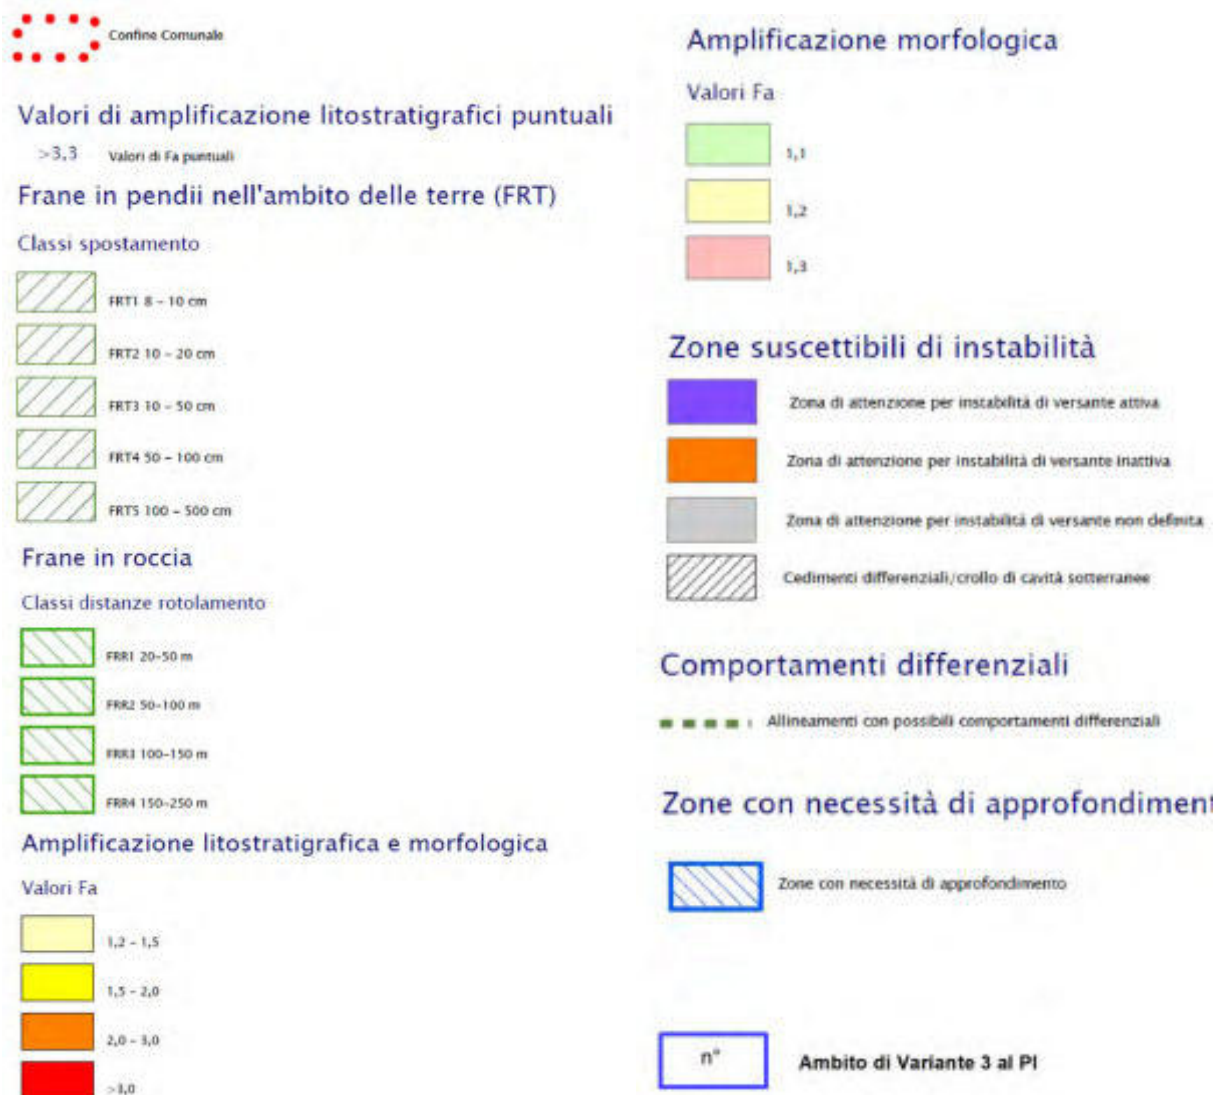 Confine Comunale
Valori di amplificazione litostratigrafici puntuali
>3,3 Valori di Fa puntuali
Frane in pendii nell'ambito delle terre (FRT)
Classi spostamento
FRT1 8 - 10 cm
FRT2 10 - 20 cm
FRT3 10 - 50 cm
FRT4 50 - 100 cm
FRT5 100 - 500 cm
Frane in roccia
Classi distanze rotolamento
FRR1 20-50 m
FRR2 50-100 m
FRR3 100-150 m
FRR4 150-250 m
Amplificazione litostratigrafica e morfologica
Valori Fa
1,2 - 1,5
1,5 - 2,0
2,0 - 3,0
>3,0
Amplificazione morfologica
Valori Fa
1,1
1,2
1,3
Zone suscettibili di instabilità
Zona di attenzione per instabilità di versante attiva
Zona di attenzione per instabilità di versante inattiva
Zona di attenzione per instabilità di versante non definita
Cedimenti differenziali/crollo di cavità sotterranee
Comportamenti differenziali
Allineamenti con possibili comportamenti differenziali
Zone con necessità di approfondiment
Zone con necessità di approfondimento
n° Ambito di Variante 3 al PI